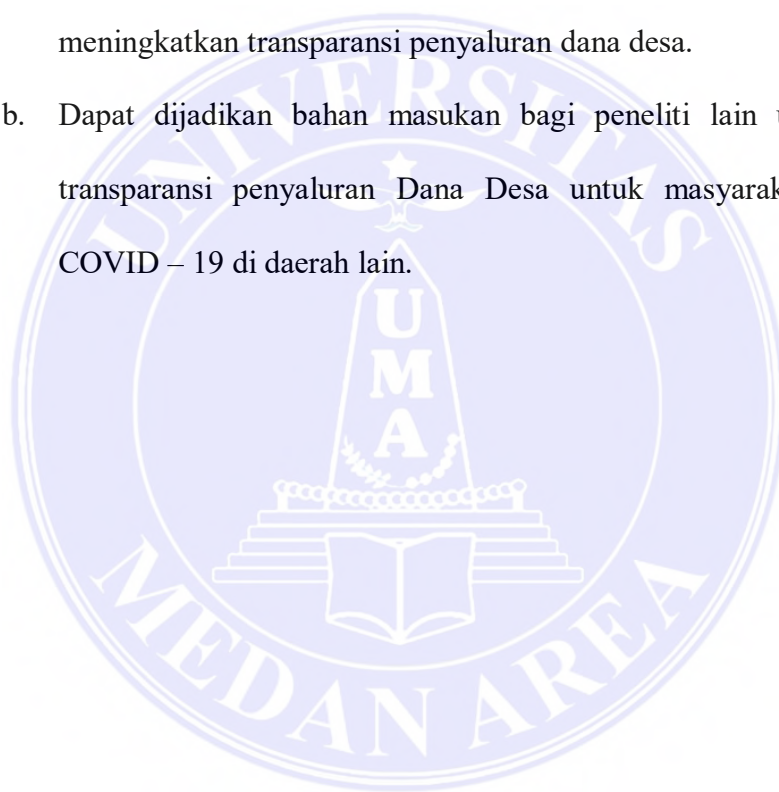 meningkatkan transparansi penyaluran dana desa.
b. Dapat dijadikan bahan masukan bagi peneliti lain
transparansi penyaluran Dana Desa untuk
COVID – 19 di daerah lain.
UNIVERSITAS
UMA
MEDAN AREA